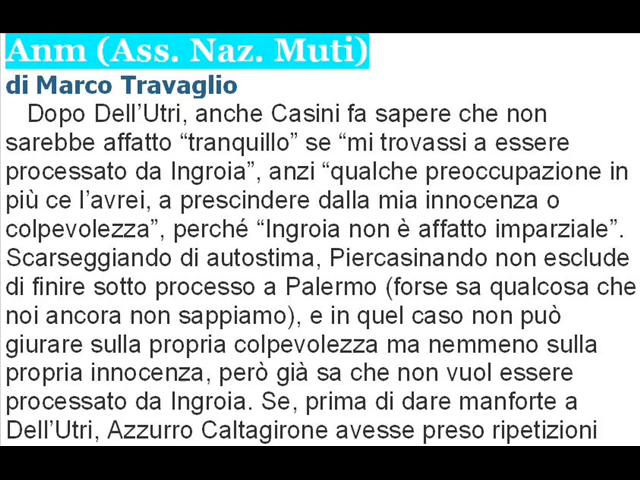 Anm (Ass. Naz. Muti)
di Marco Travaglio
Dopo Dell’Utri, anche Casini fa sapere che non
sarebbe affatto “tranquillo” se “mi trovassi a essere
processato da Ingroia”, anzi “qualche preoccupazione in
più ce l’avrei, a prescindere dalla mia innocenza o
colpevolezza”, perché “Ingroia non è affatto imparziale”.
Scarseggiando di autostima, Piercasinando non esclude
di finire sotto processo a Palermo (forse sa qualcosa che
noi ancora non sappiamo), e in quel caso non può
giurare sulla propria colpevolezza ma nemmeno sulla
propria innocenza, però già sa che non vuol essere
processato da Ingroia. Se, prima di dare manforte a
Dell’Utri, Azzurro Caltagirone avesse preso ripetizioni